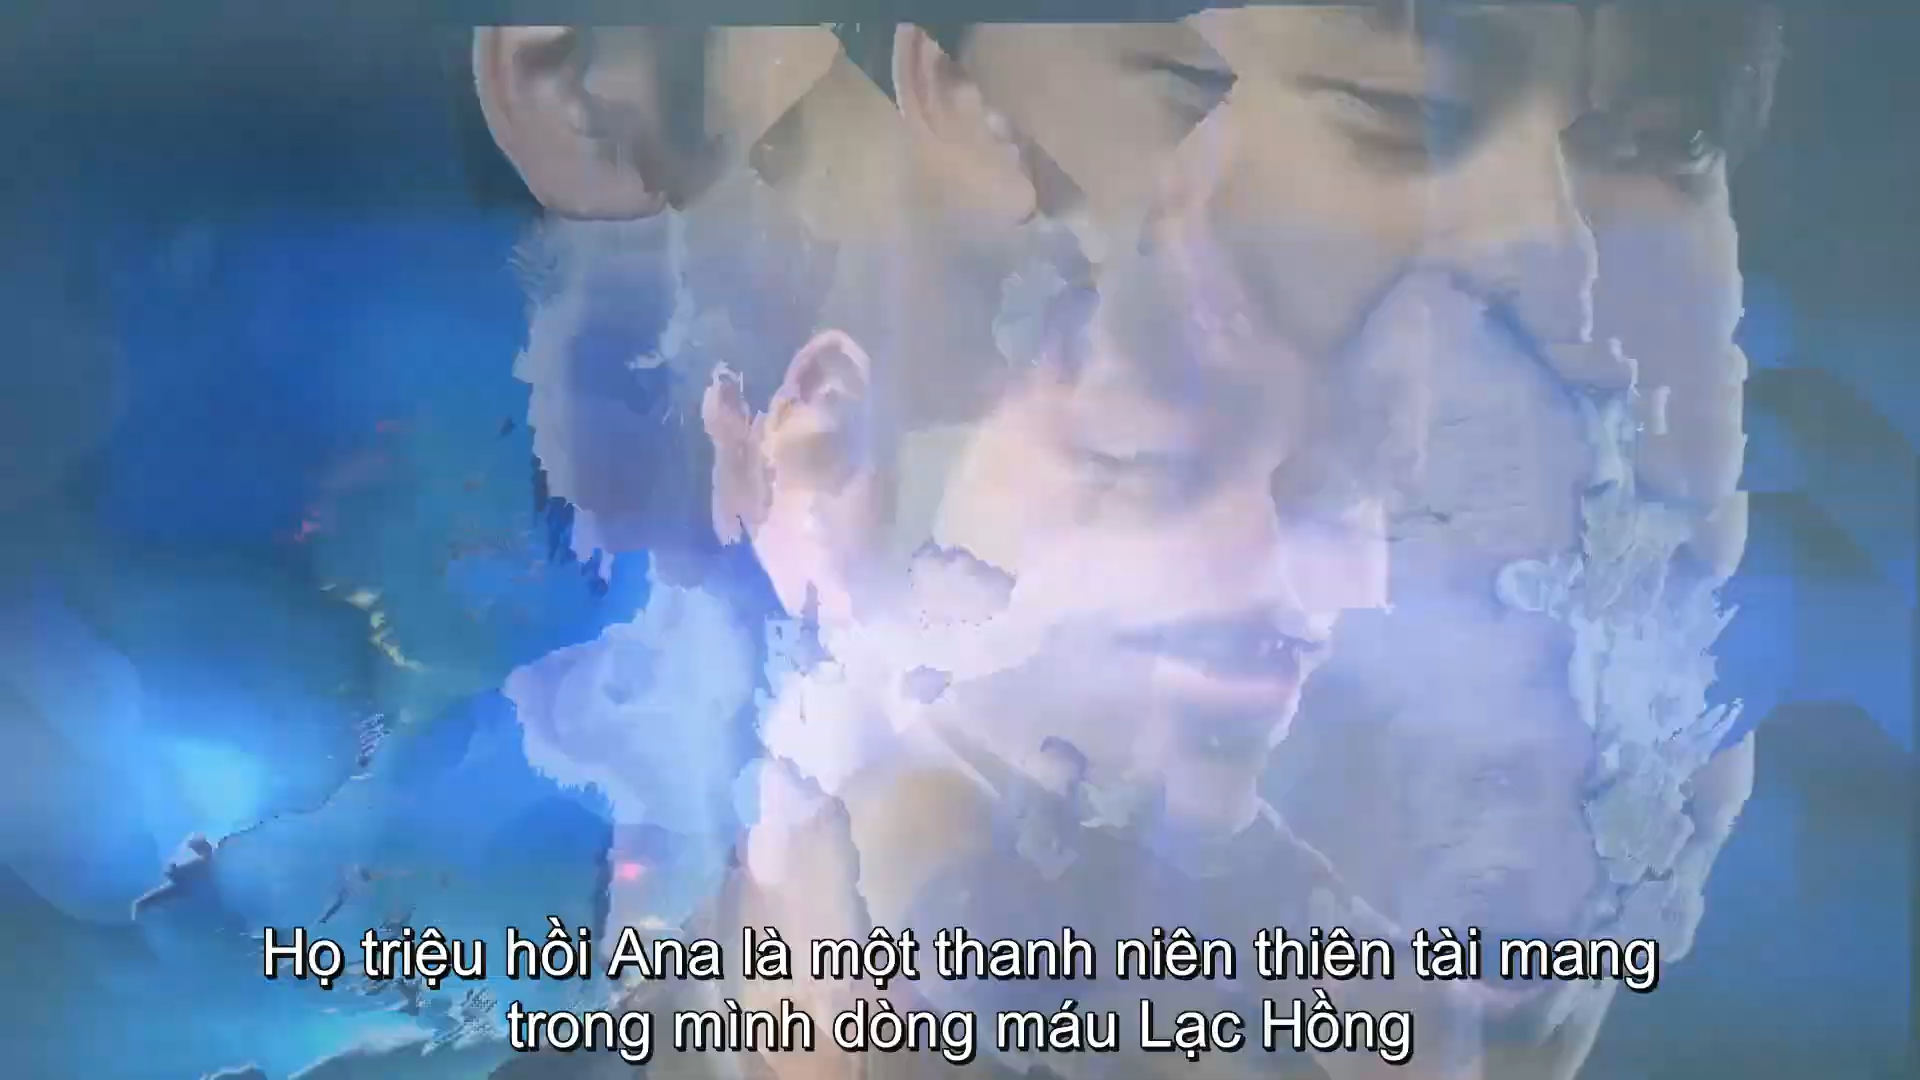 Họ triệu hồi Ana là một thanh niên thiên tài mang
trong mình dòng máu Lạc Hồng